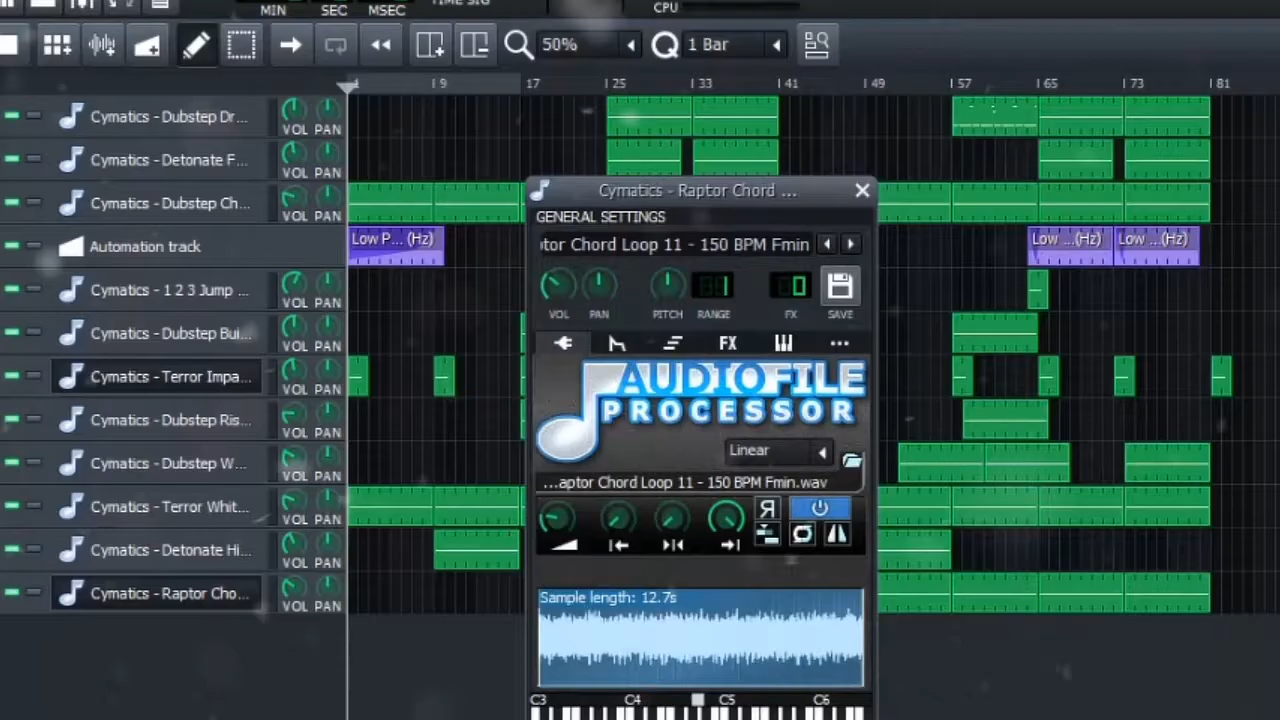 MIN SEC MSEC
TIME SIG
CPU
50%
1 Bar
9 17 25 33 41 49 57 65 73 81
Cymatics - Dubstep Dr...
VOL PAN
Cymatics - Detonate F...
VOL PAN
Cymatics - Dubstep Ch...
VOL PAN
Automation track
Low P... (Hz)
Low ...(Hz)
Low ...(Hz)
Cymatics - 1 2 3 Jump ...
VOL PAN
Cymatics - Dubstep Bui...
VOL PAN
Cymatics - Terror Impa...
VOL PAN
Cymatics - Dubstep Ris...
VOL PAN
Cymatics - Dubstep W...
VOL PAN
Cymatics - Terror Whit...
VOL PAN
Cymatics - Detonate Hi...
VOL PAN
Cymatics - Raptor Cho...
VOL PAN
Cymatics - Raptor Chord ...
GENERAL SETTINGS
tor Chord Loop 11 - 150 BPM Fmin
1
0
VOL PAN PITCH RANGE FX SAVE
FX
AUDIOFILE
PROCESSOR
Linear
...aptor Chord Loop 11 - 150 BPM Fmin.wav
Sample length: 12.7s
C3 C4 C5 C6